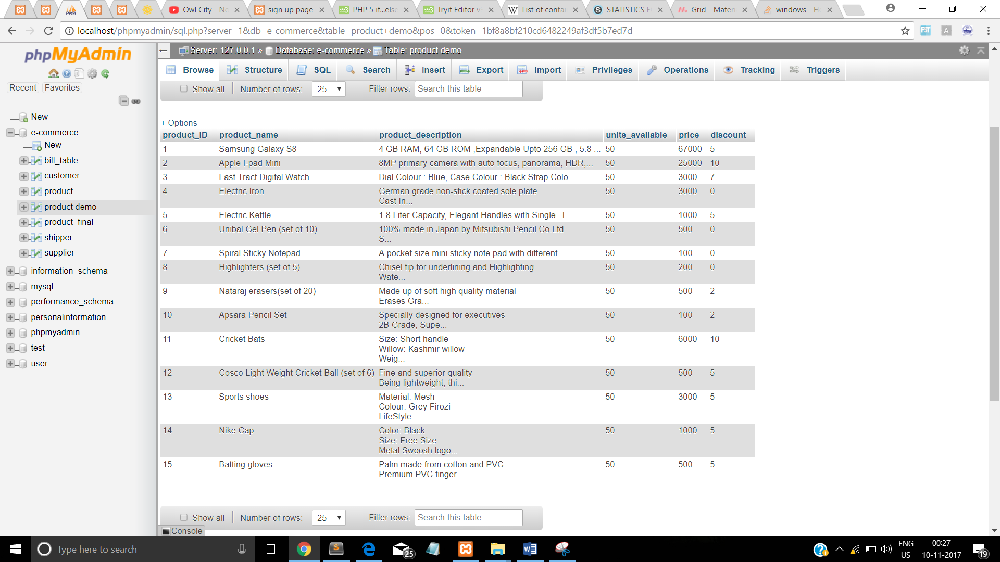 Owl City - No
sign up page
PHP 5 if...else
Tryit Editor v
List of contai
STATISTICS F
Grid - Materi
windows - H
localhost/phpmyadmin/sql.php?server=1&db=e-commerce&table=product+demo&pos=0&token=1bf8a8bf210cd6482249af3df5b7ed7d
phpMyAdmin
Recent Favorites
New
e-commerce
New
bill_table
customer
product
product demo
product_final
shipper
supplier
information_schema
mysql
performance_schema
personalinformation
phpmyadmin
test
user
Server: 127.0.0.1 » Database: e-commerce » Table: product demo
Browse Structure SQL Search Insert Export Import Privileges Operations Tracking Triggers
Show all Number of rows: 25 Filter rows: Search this table
+ Options
product_ID product_name product_description units_available price discount
1 Samsung Galaxy S8 4 GB RAM, 64 GB ROM ,Expandable Upto 256 GB , 5.8 ... 50 67000 5
2 Apple I-pad Mini 8MP primary camera with auto focus, panorama, HDR,... 50 25000 10
3 Fast Tract Digital Watch Dial Colour : Blue, Case Colour : Black Strap Colo... 50 3000 7
4 Electric Iron German grade non-stick coated sole plate 50 3000 0
Cast In...
5 Electric Kettle 1.8 Liter Capacity, Elegant Handles with Single- T... 50 1000 5
6 Unibal Gel Pen (set of 10) 100% made in Japan by Mitsubishi Pencil Co.Ltd 50 500 0
S...
7 Spiral Sticky Notepad A pocket size mini sticky note pad with different ... 50 100 0
8 Highlighters (set of 5) Chisel tip for underlining and Highlighting 50 200 0
Wate...
9 Nataraj erasers(set of 20) Made up of soft high quality material 50 500 2
Erases Gra...
10 Apsara Pencil Set Specially designed for executives 50 100 2
2B Grade, Supe...
11 Cricket Bats Size: Short handle 50 6000 10
Willow: Kashmir willow
Weig...
12 Cosco Light Weight Cricket Ball (set of 6) Fine and superior quality 50 500 5
Being lightweight, thi...
13 Sports shoes Material: Mesh 50 3000 5
Colour: Grey Firozi
LifeStyle: ...
14 Nike Cap Color: Black 50 1000 5
Size: Free Size
Metal Swoosh logo...
15 Batting gloves Palm made from cotton and PVC 50 500 5
Premium PVC finger...
Show all Number of rows: 25 Filter rows: Search this table
Console
Type here to search
25
ENG
US
00:27
10-11-2017
19